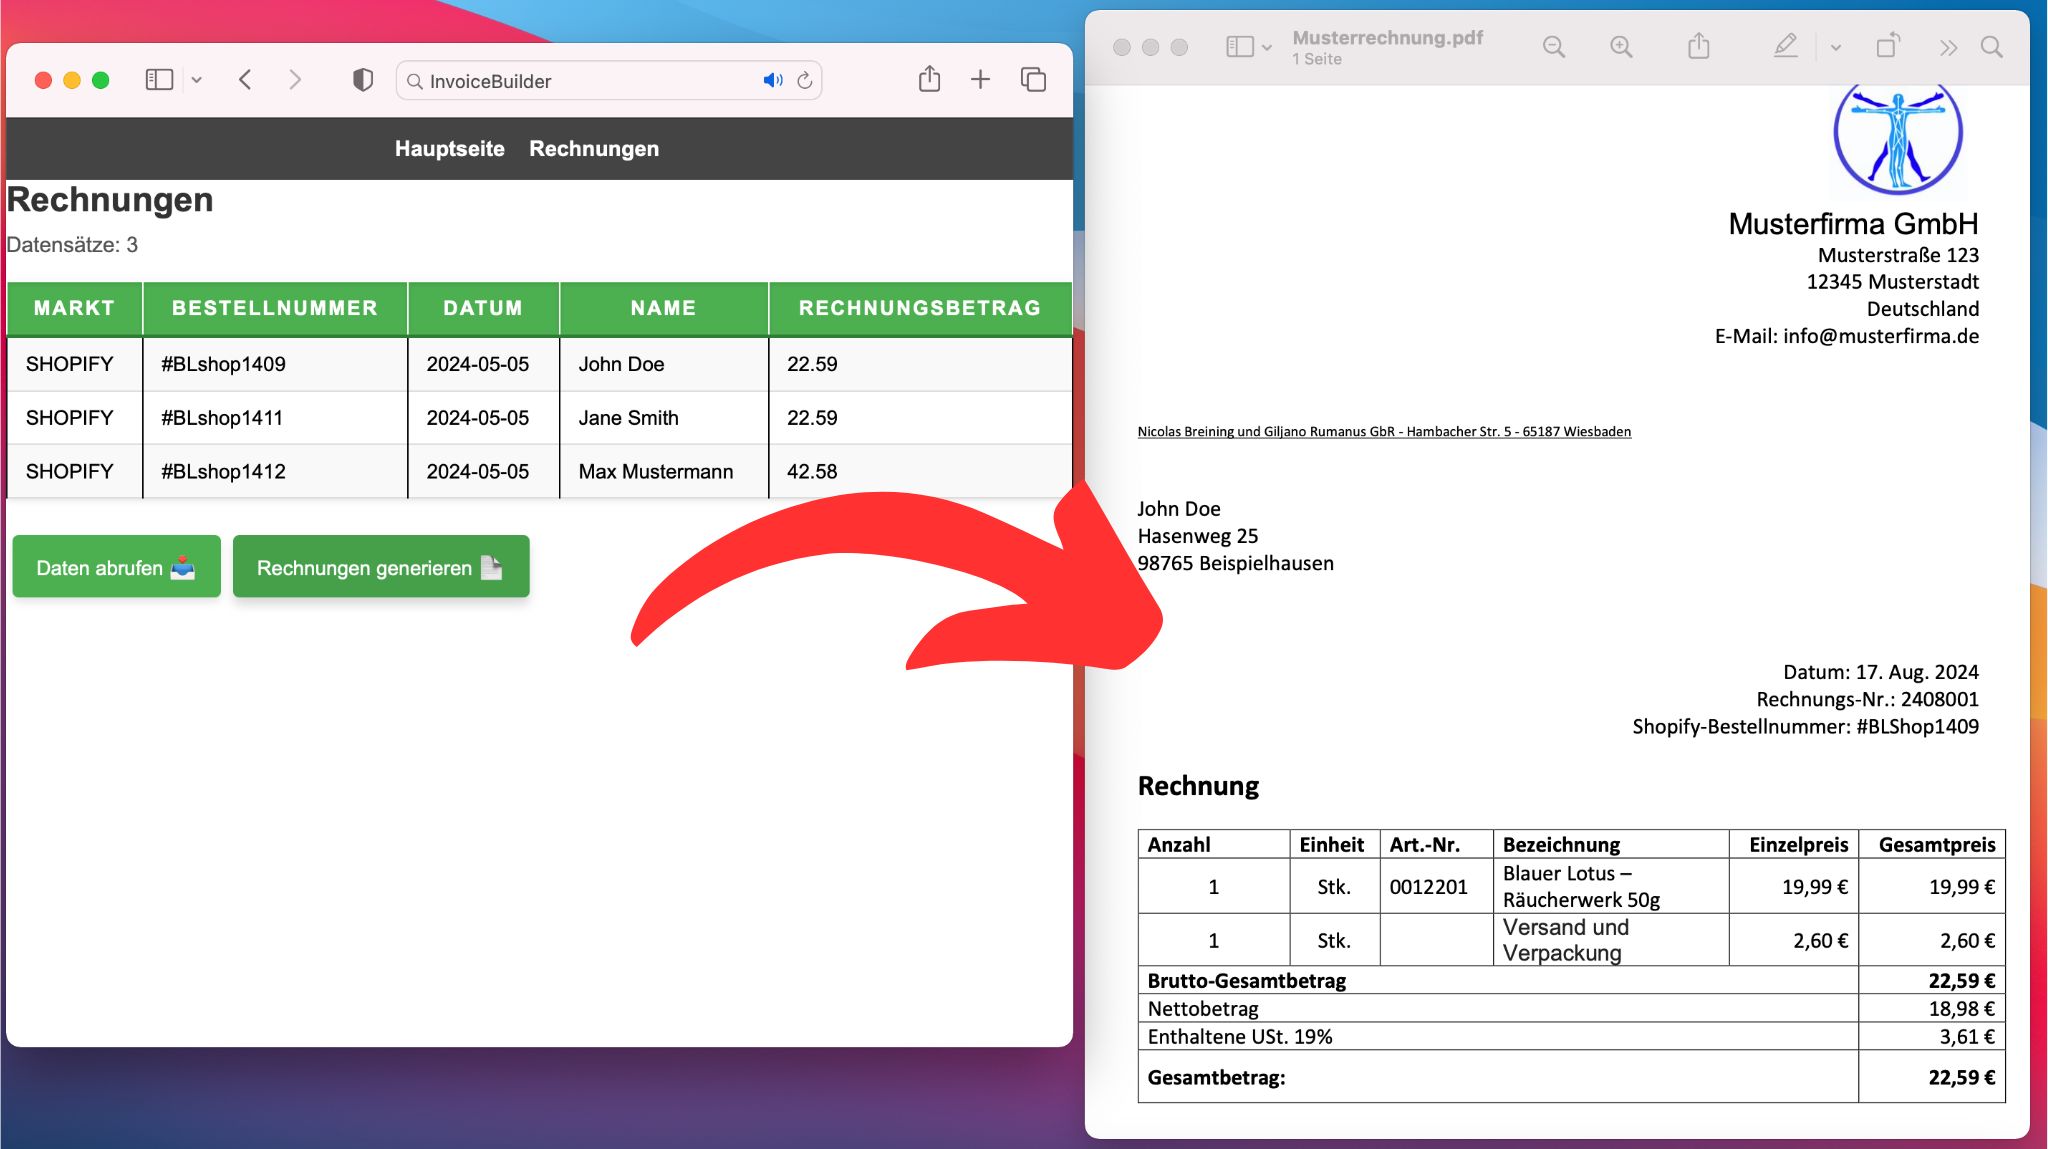 InvoiceBuilder
Hauptseite Rechnungen
Rechnungen
Datensätze: 3
MARKT BESTELLNUMMER DATUM NAME RECHNUNGSBETRAG
SHOPIFY #BLshop1409 2024-05-05 John Doe 22.59
SHOPIFY #BLshop1411 2024-05-05 Jane Smith 22.59
SHOPIFY #BLshop1412 2024-05-05 Max Mustermann 42.58
Daten abrufen Rechnungen generieren
Musterrechnung.pdf
1 Seite
Musterfirma GmbH
Musterstraße 123
12345 Musterstadt
Deutschland
E-Mail: info@musterfirma.de
Nicolas Breining und Giljano Rumanus GbR - Hambacher Str. 5 - 65187 Wiesbaden
John Doe
Hasenweg 25
98765 Beispielhausen
Datum: 17. Aug. 2024
Rechnungs-Nr.: 2408001
Shopify-Bestellnummer: #BLShop1409
Rechnung
Anzahl Einheit Art.-Nr. Bezeichnung Einzelpreis Gesamtpreis
1 Stk. 0012201 Blauer Lotus – 19,99 € 19,99 €
Räucherwerk 50g
1 Stk. Versand und 2,60 € 2,60 €
Verpackung
Brutto-Gesamtbetrag 22,59 €
Nettobetrag 18,98 €
Enthaltene USt. 19% 3,61 €
Gesamtbetrag: 22,59 €